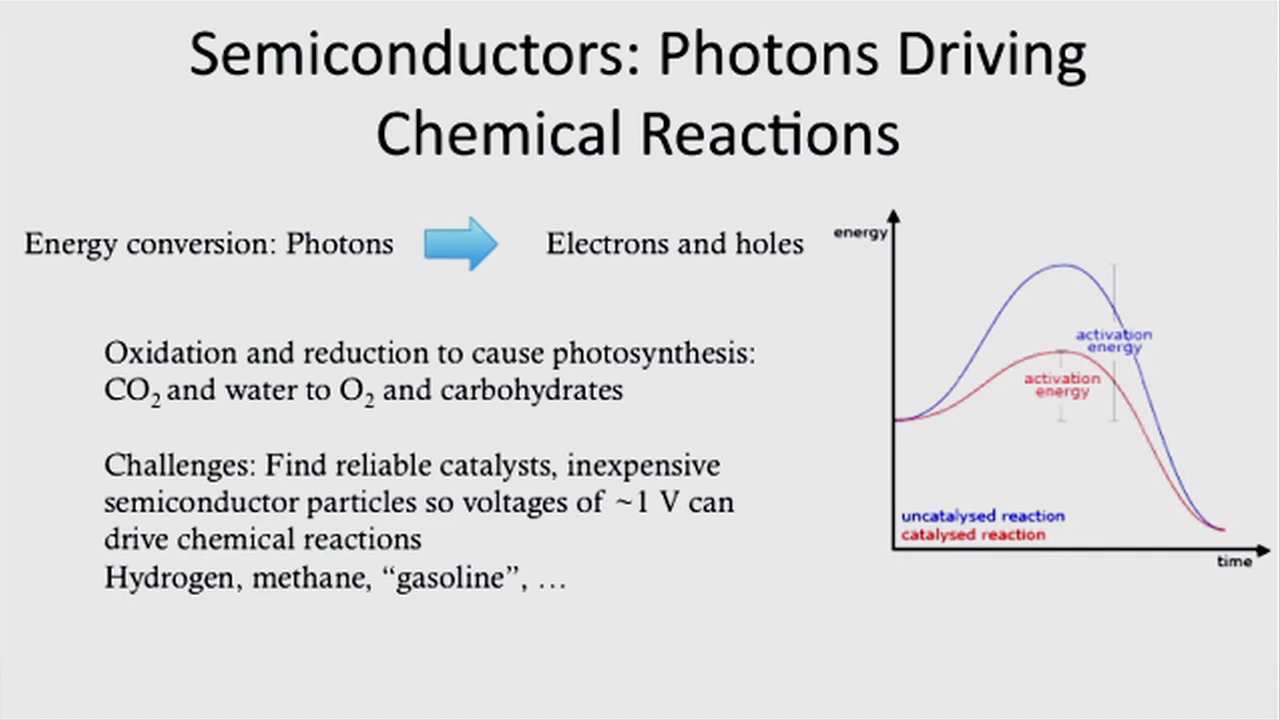 Semiconductors: Photons Driving
Chemical Reactions
Energy conversion: Photons
Electrons and holes
Oxidation and reduction to cause photosynthesis:
CO₂ and water to O₂ and carbohydrates
Challenges: Find reliable catalysts, inexpensive
semiconductor particles so voltages of ~1 V can
drive chemical reactions
Hydrogen, methane, “gasoline”, …
energy
activation
energy
activation
energy
uncatalysed reaction
catalysed reaction
time